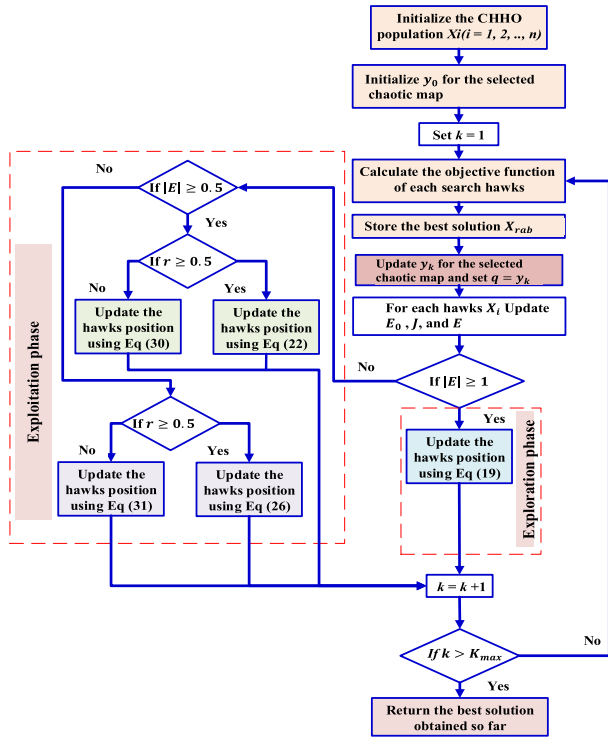 Initialize the CHHO
population Xi(i = 1, 2, .., n)
Initialize y₀ for the selected
chaotic map
Set k = 1
Calculate the objective function
of each search hawks
Store the best solution X_rab
Update y_k for the selected
chaotic map and set q = y_k
For each hawks X_i Update
E₀ , J, and E
If |E| ≥ 1
No
Yes
Update the
hawks position
using Eq (19)
Exploration phase
No
If |E| ≥ 0.5
Yes
If r ≥ 0.5
No
Yes
Update the
hawks position
using Eq (30)
Update the
hawks position
using Eq (22)
Exploitation phase
If r ≥ 0.5
No
Yes
Update the
hawks position
using Eq (31)
Update the
hawks position
using Eq (26)
k = k +1
If k > K_max
No
Yes
Return the best solution
obtained so far